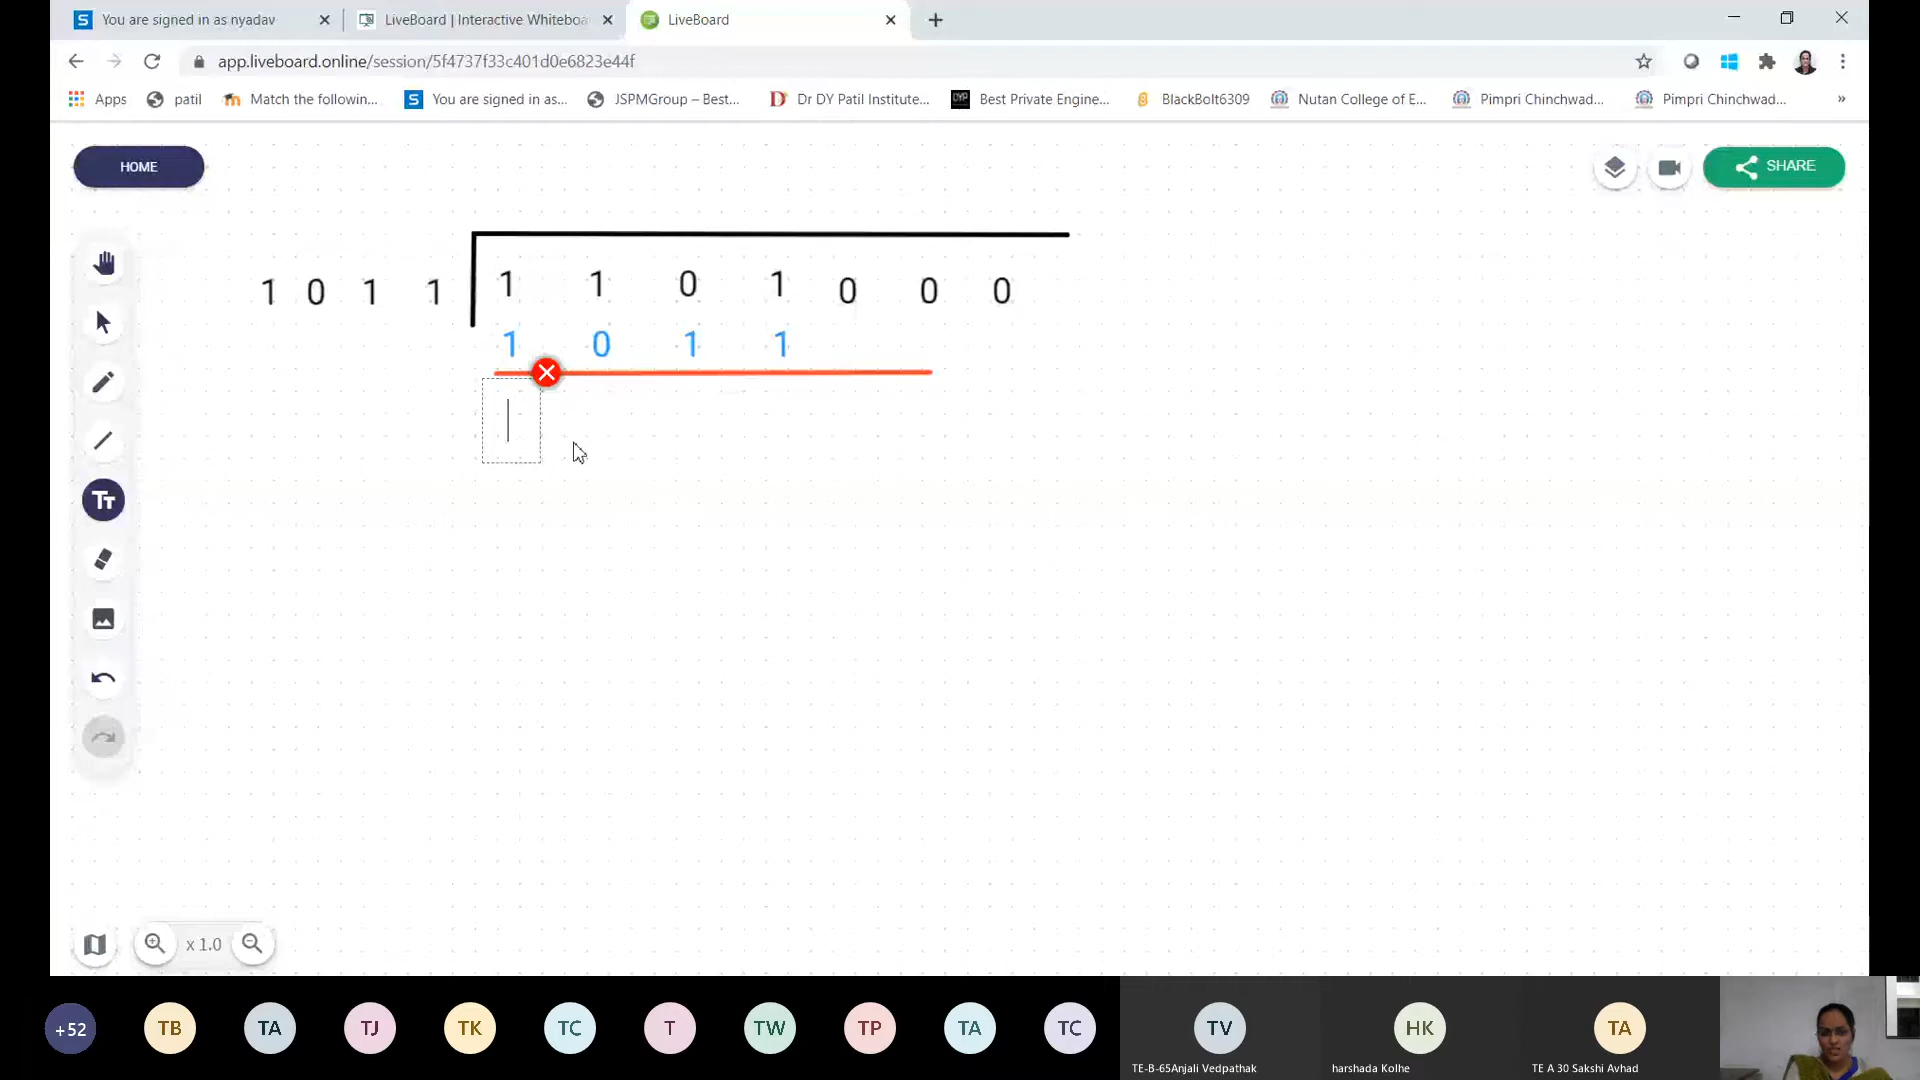 You are signed in as nyadav
LiveBoard | Interactive Whiteboa
LiveBoard
app.liveboard.online/session/5f4737f33c401d0e6823e44f
Apps patil Match the followin... You are signed in as... JSPMGroup – Best... Dr DY Patil Institute... Best Private Engine... BlackBolt6309 Nutan College of E... Pimpri Chinchwad... Pimpri Chinchwad... »
HOME
SHARE
1 0 1 1 1 1 0 1 0 0 0
1 0 1 1
Tт
x 1.0
+52 TB TA TJ TK TC T TW TP TA TC TV HK TA
TE-B-65Anjali Vedpathak harshada Kolhe TE A 30 Sakshi Avhad